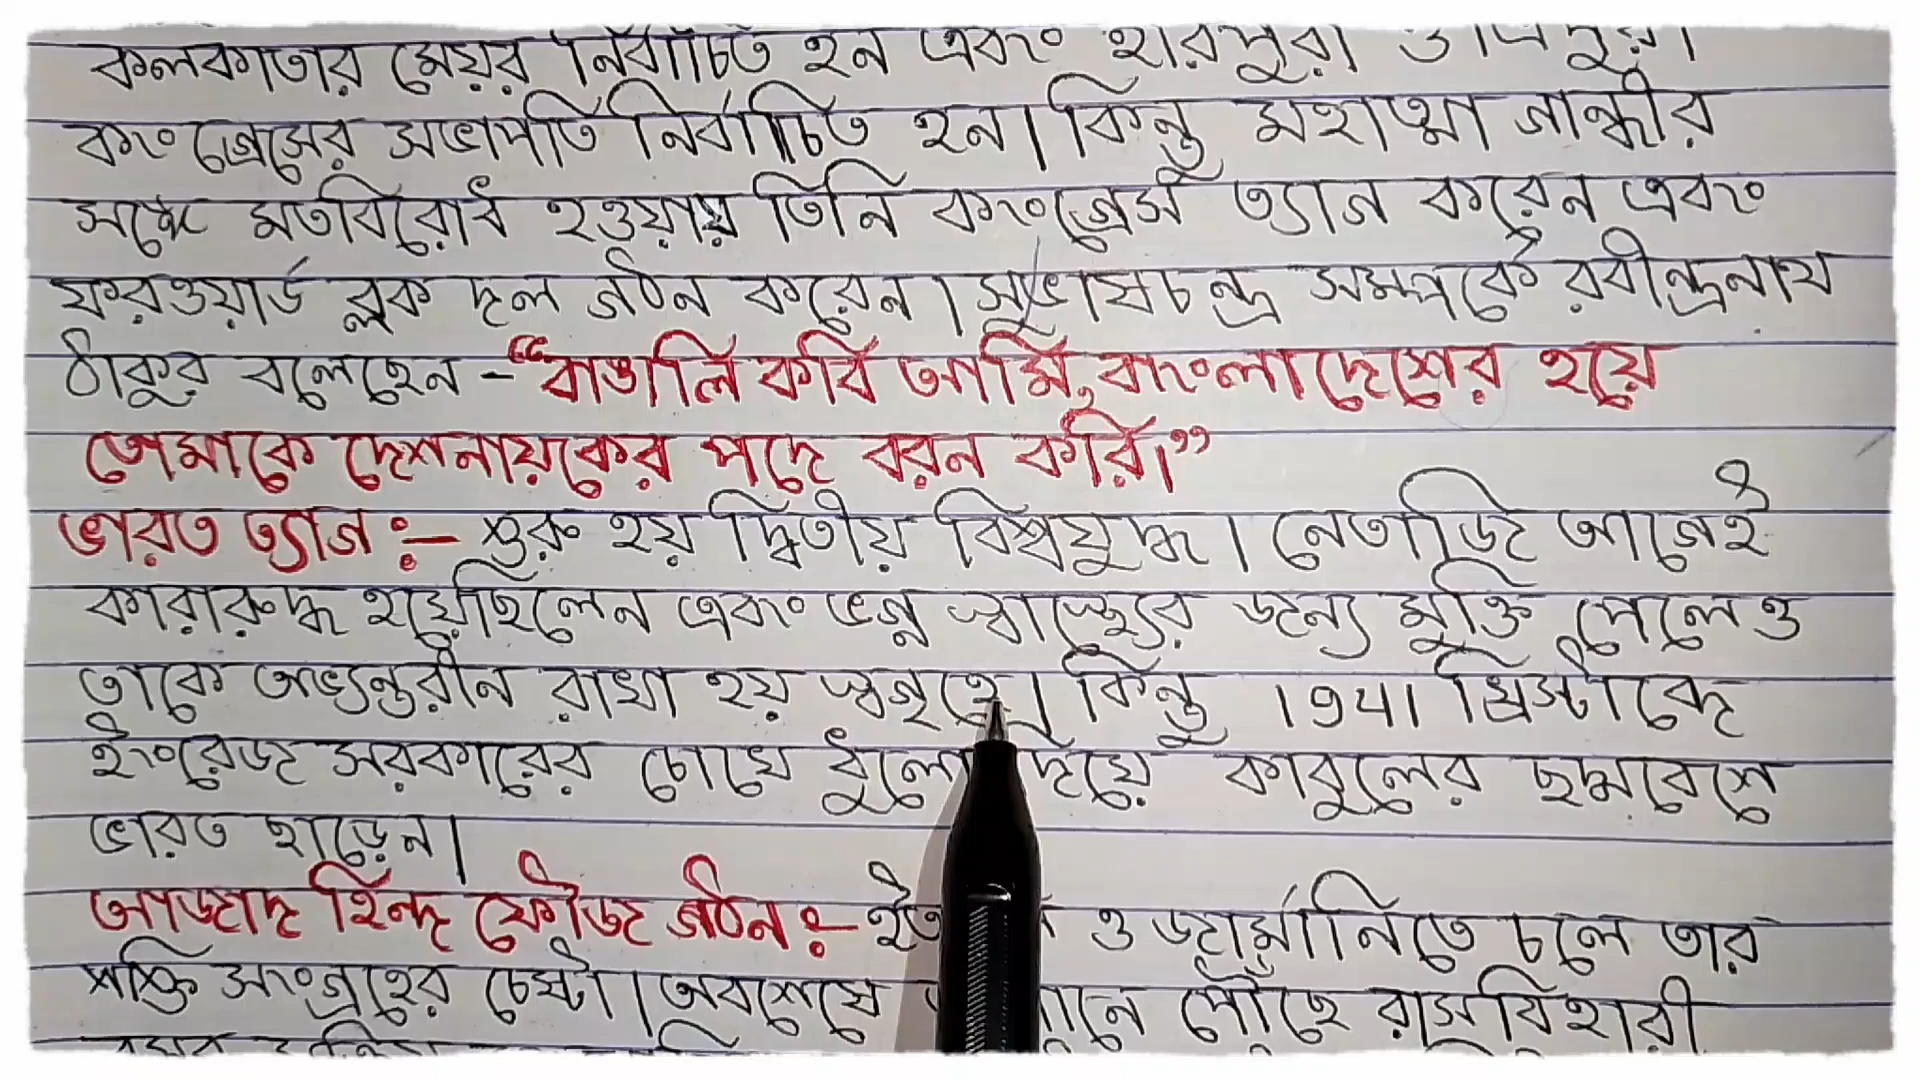 কলকাতার মেয়র নির্বাচিত হন এবং হরিপুরা ও ত্রিপুরা
কংগ্রেসের সভাপতি নির্বাচিত হন। কিন্তু মহাত্মা গান্ধীর
সঙ্গে মতবিরোধ হওয়ায় তিনি কংগ্রেস ত্যাগ করেন এবং
ফরওয়ার্ড ব্লক দল গঠন করেন। সুভাষচন্দ্র সম্পর্কে রবীন্দ্রনাথ
ঠাকুর বলেছেন - “বাঙালি কবি আমি, বাংলাদেশের হয়ে
তোমাকে দেশনায়কের পদে বরন করি।”
ভারত ত্যাগ :- শুরু হয় দ্বিতীয় বিশ্বযুদ্ধ। নেতাজি আগেই
কারারুদ্ধ হয়েছিলেন এবং ভগ্ন স্বাস্থ্যের জন্য মুক্তি পেলেও
তাকে অভ্যন্তরীন রাখা হয় স্বগৃহে। কিন্তু 1941 খ্রিস্টাব্দে
ইংরেজ সরকারের চোখে ধুলো দিয়ে কাবুলের ছদ্মবেশে
ভারত ছাড়েন।
আজাদ হিন্দ ফৌজ গঠন :- ও জার্মানিতে চলে তার
শক্তি সংগ্রহের চেষ্টা। অবশেষে পৌঁছে রাসবিহারী